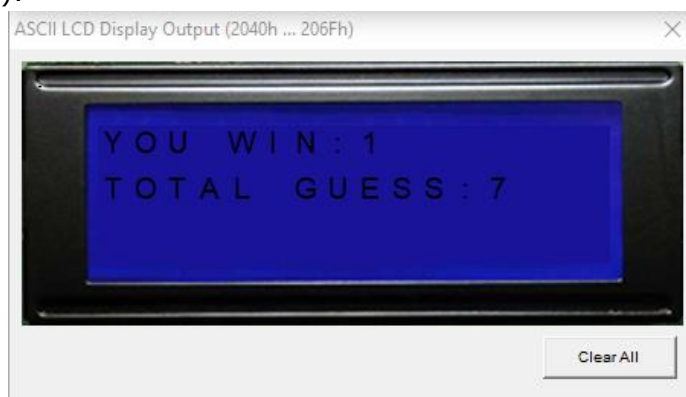 ).
ASCII LCD Display Output (2040h ... 206Fh)
YOU WIN:1
TOTAL GUESS:7
Clear All